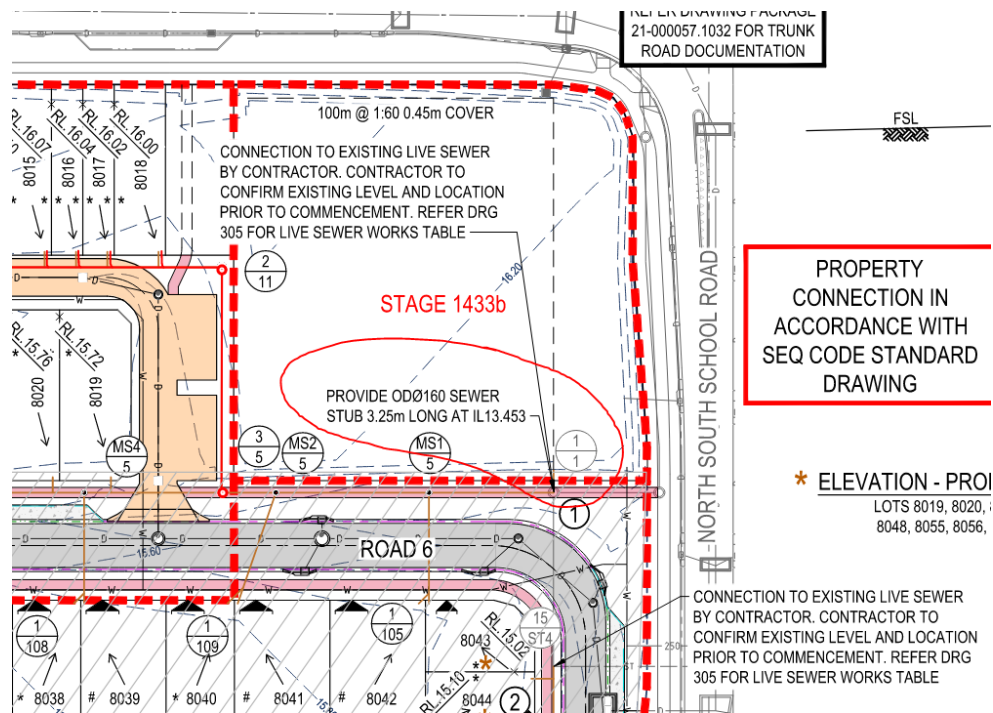 REFER DRAWING PACKAGE
21-000057.1032 FOR TRUNK
ROAD DOCUMENTATION
100m @ 1:60 0.45m COVER
FSL
RL.16.07
RL.16.04
RL.16.02
RL.16.00
8015
8016
8017
8018
* * * *
CONNECTION TO EXISTING LIVE SEWER
BY CONTRACTOR. CONTRACTOR TO
CONFIRM EXISTING LEVEL AND LOCATION
PRIOR TO COMMENCEMENT. REFER DRG
305 FOR LIVE SEWER WORKS TABLE
2
11
16.20
STAGE 1433b
NORTH SOUTH SCHOOL ROAD
PROPERTY
CONNECTION IN
ACCORDANCE WITH
SEQ CODE STANDARD
DRAWING
RL.15.76
RL.15.72
8020
8019
PROVIDE ODØ160 SEWER
STUB 3.25m LONG AT IL13.453
MS4
5
3
5
MS2
5
MS1
5
1
1
* ELEVATION - PRO
LOTS 8019, 8020,
8048, 8055, 8056,
1
15.60
ROAD 6
CONNECTION TO EXISTING LIVE SEWER
BY CONTRACTOR. CONTRACTOR TO
CONFIRM EXISTING LEVEL AND LOCATION
PRIOR TO COMMENCEMENT. REFER DRG
305 FOR LIVE SEWER WORKS TABLE
1
108
1
109
1
105
15
ST4
8043
RL.15.02
250
ST
* 8038
# 8039
* 8040
# 8041
# 8042
RL.15.10
8044
2